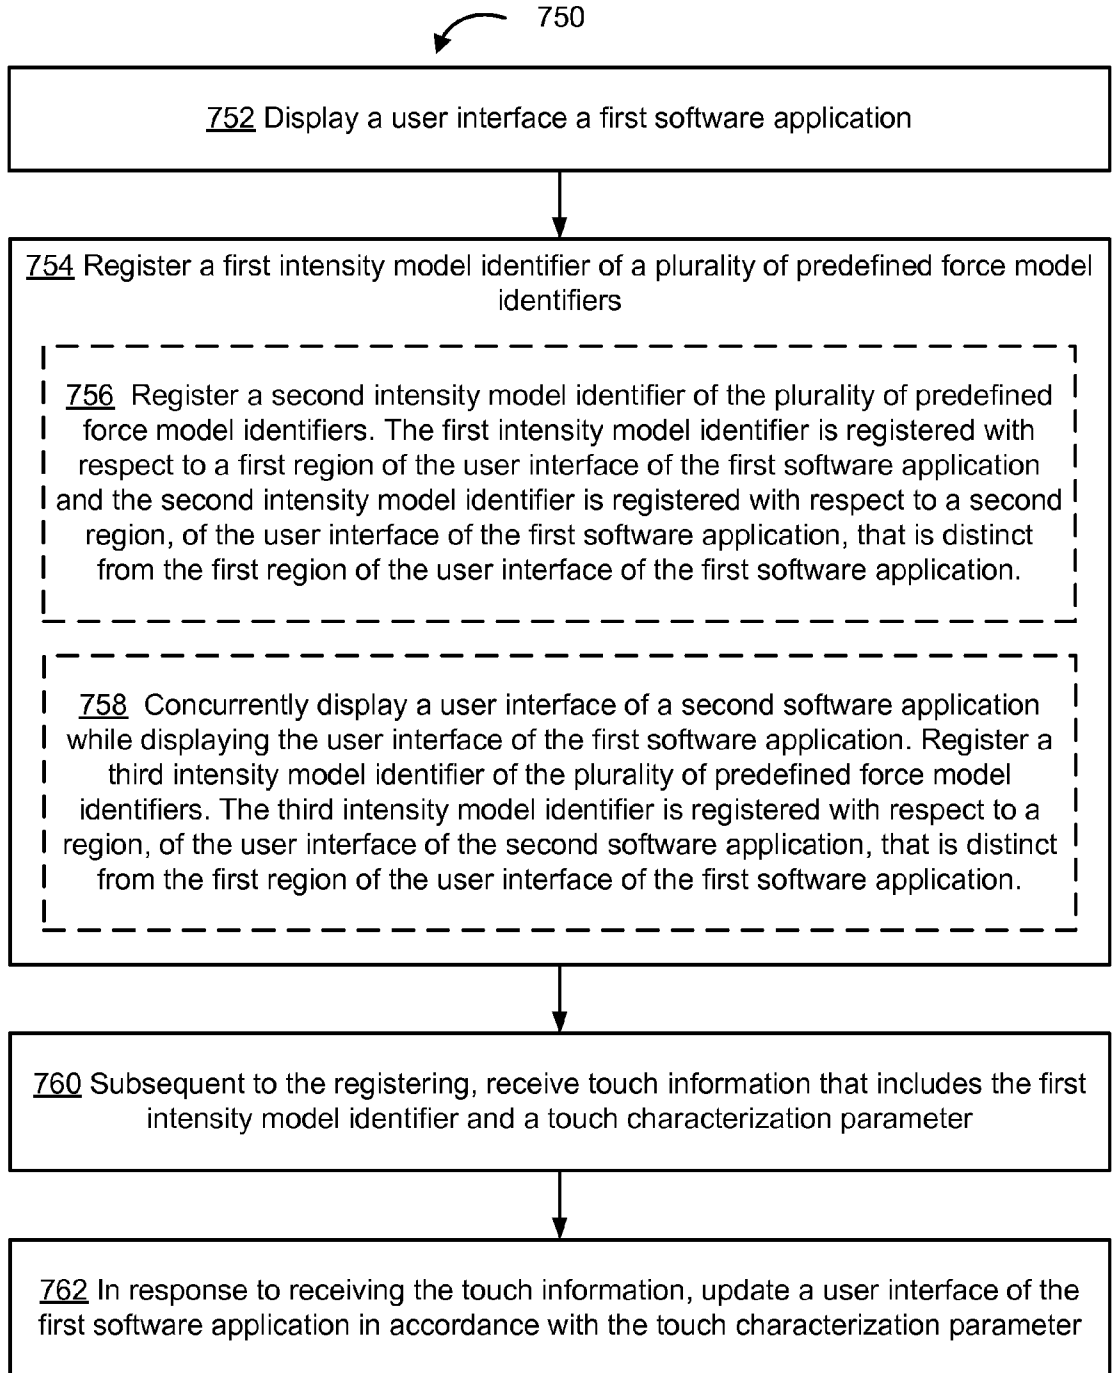 750
752 Display a user interface a first software application
754 Register a first intensity model identifier of a plurality of predefined force model
identifiers
756 Register a second intensity model identifier of the plurality of predefined
force model identifiers. The first intensity model identifier is registered with
respect to a first region of the user interface of the first software application
and the second intensity model identifier is registered with respect to a second
region, of the user interface of the first software application, that is distinct
from the first region of the user interface of the first software application.
758 Concurrently display a user interface of a second software application
while displaying the user interface of the first software application. Register a
third intensity model identifier of the plurality of predefined force model
identifiers. The third intensity model identifier is registered with respect to a
region, of the user interface of the second software application, that is distinct
from the first region of the user interface of the first software application.
760 Subsequent to the registering, receive touch information that includes the first
intensity model identifier and a touch characterization parameter
762 In response to receiving the touch information, update a user interface of the
first software application in accordance with the touch characterization parameter